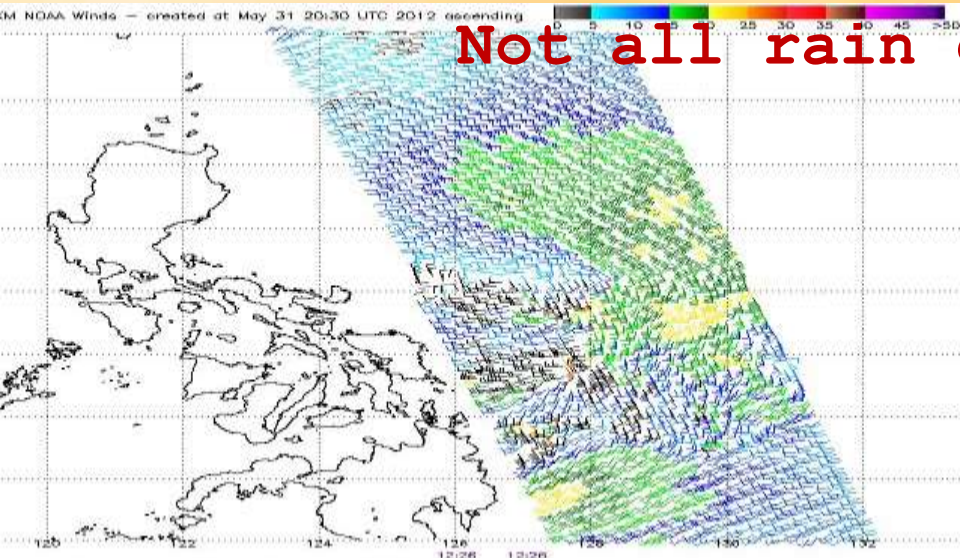 KM NOAA Winds – created at May 31 20:30 UTC 2012 ascending
0 5 10 15 20 25 30 35 40 45 >50
Not all rain
120 122 124 126 128 130 132
12:26 12:26